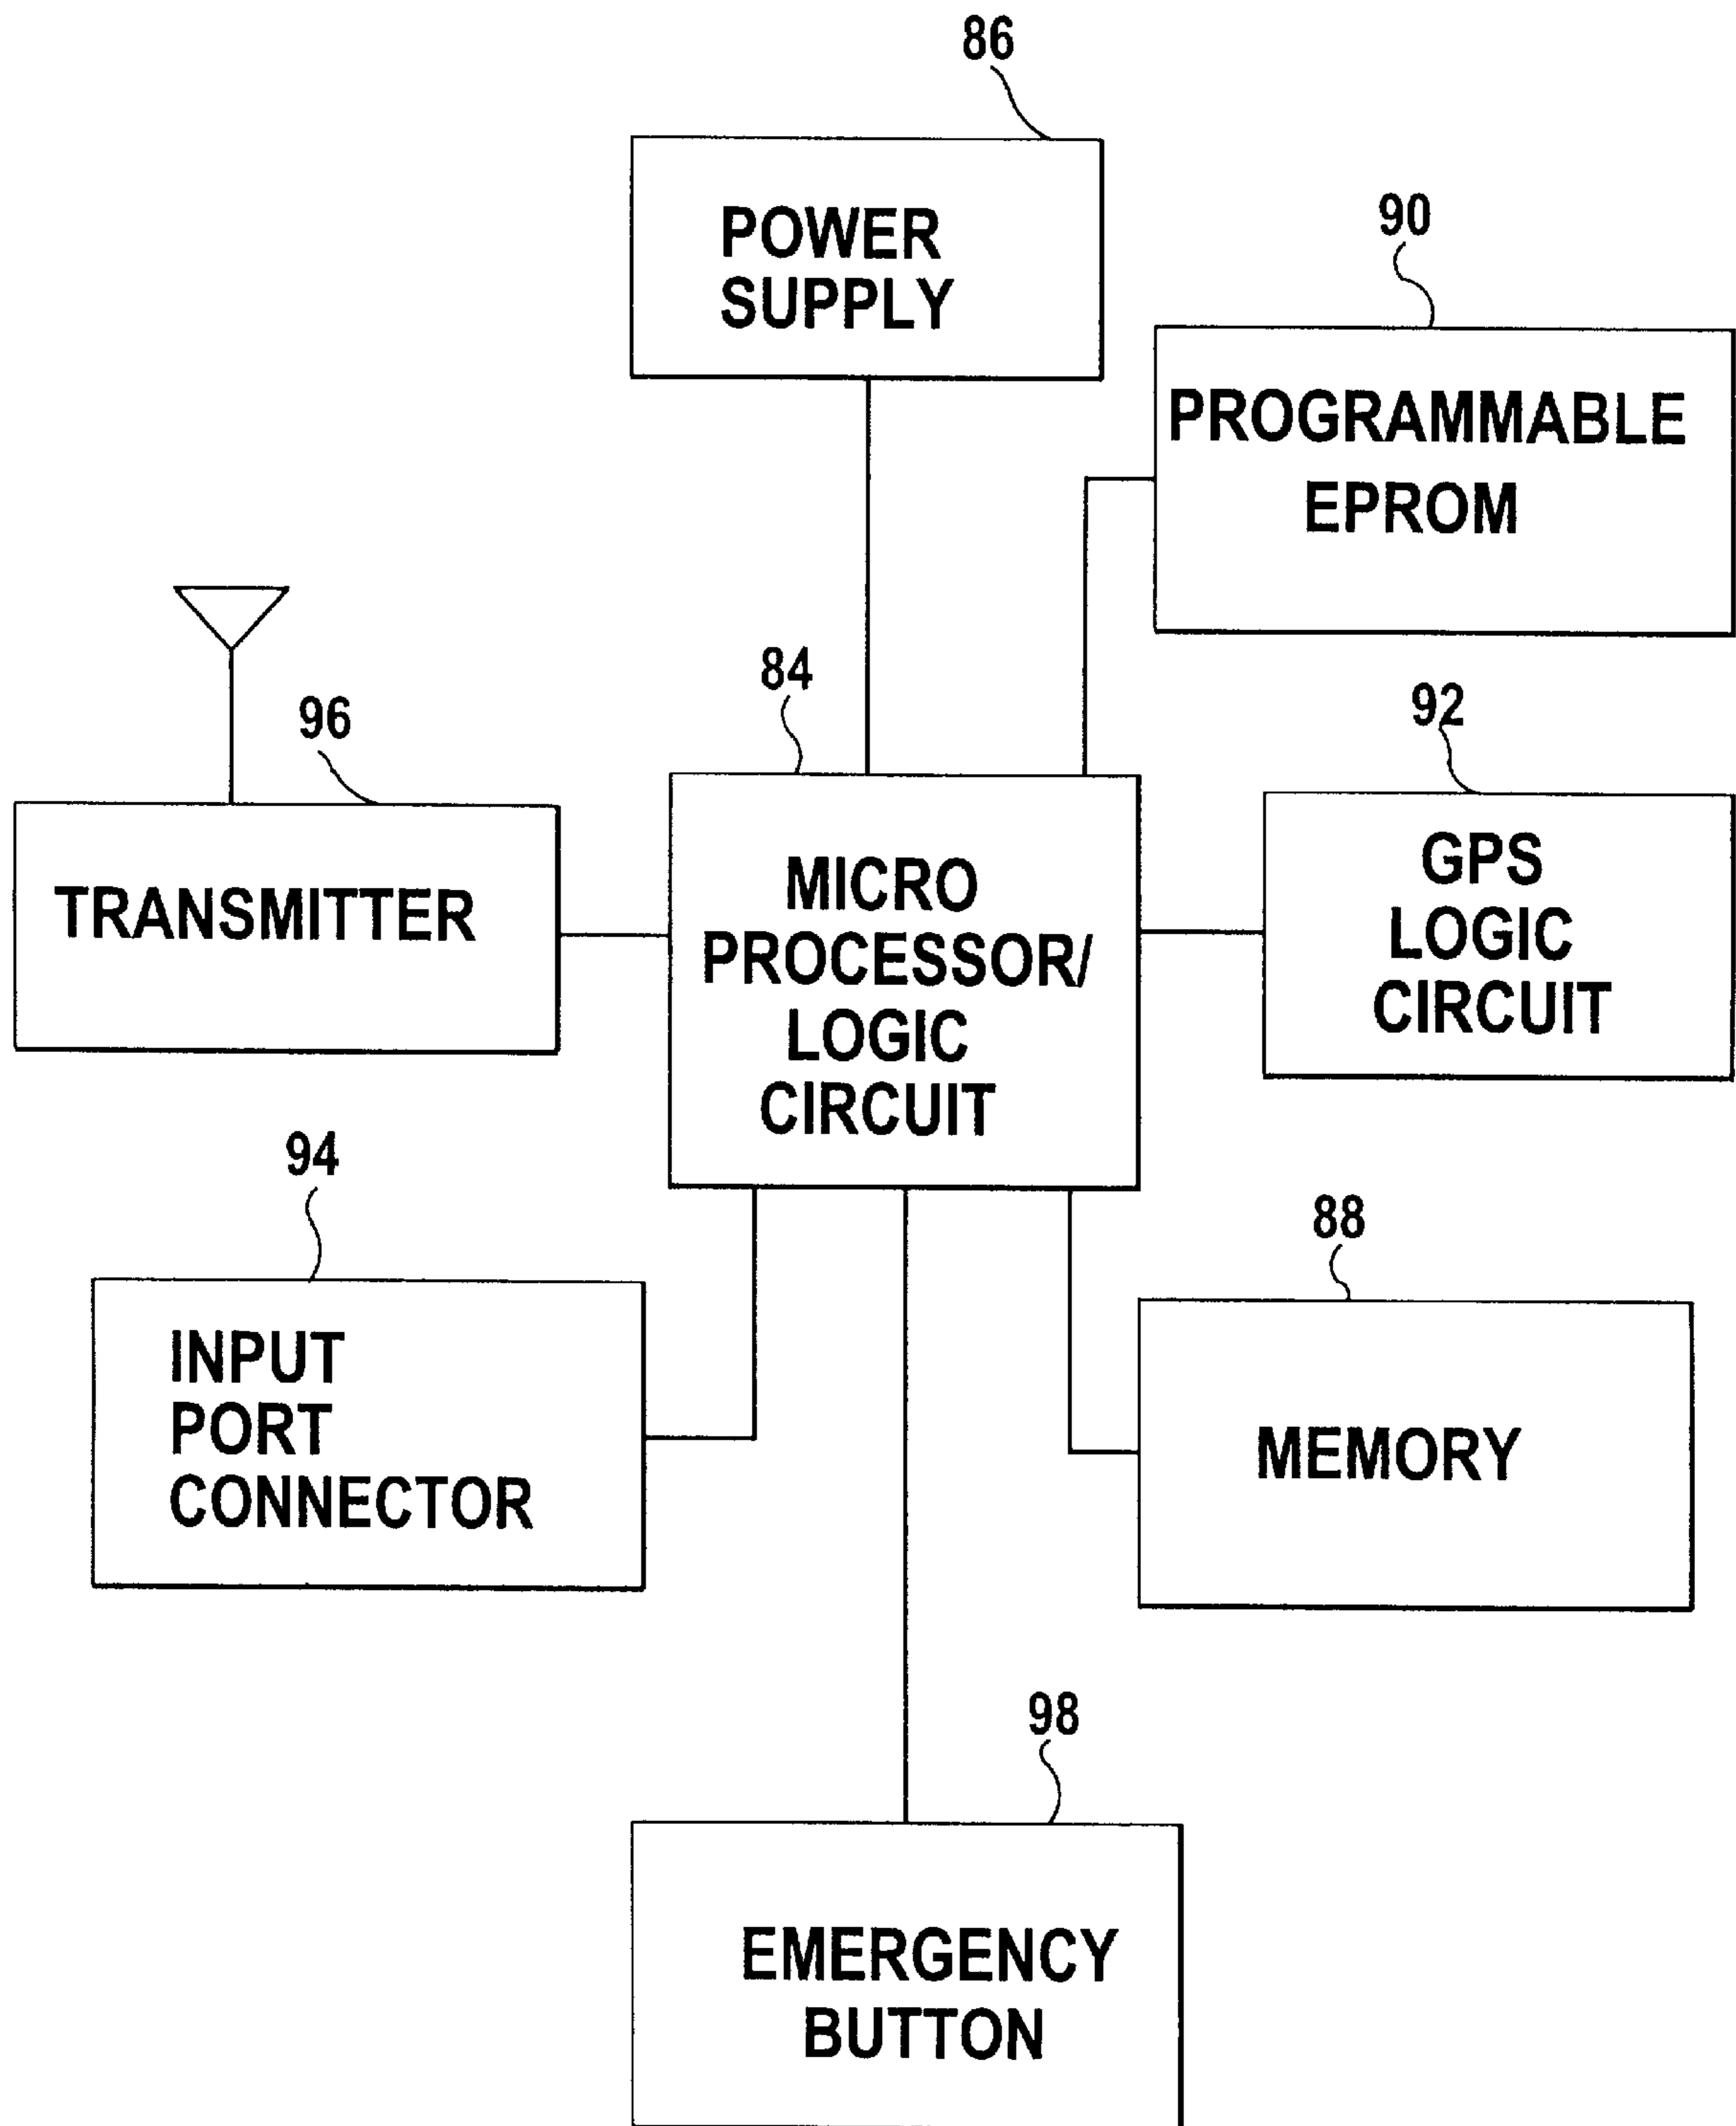 86
POWER
SUPPLY
90
PROGRAMMABLE
EPROM
84
96
92
TRANSMITTER
MICRO
PROCESSOR/
LOGIC
CIRCUIT
GPS
LOGIC
CIRCUIT
94
88
INPUT
PORT
CONNECTOR
MEMORY
98
EMERGENCY
BUTTON